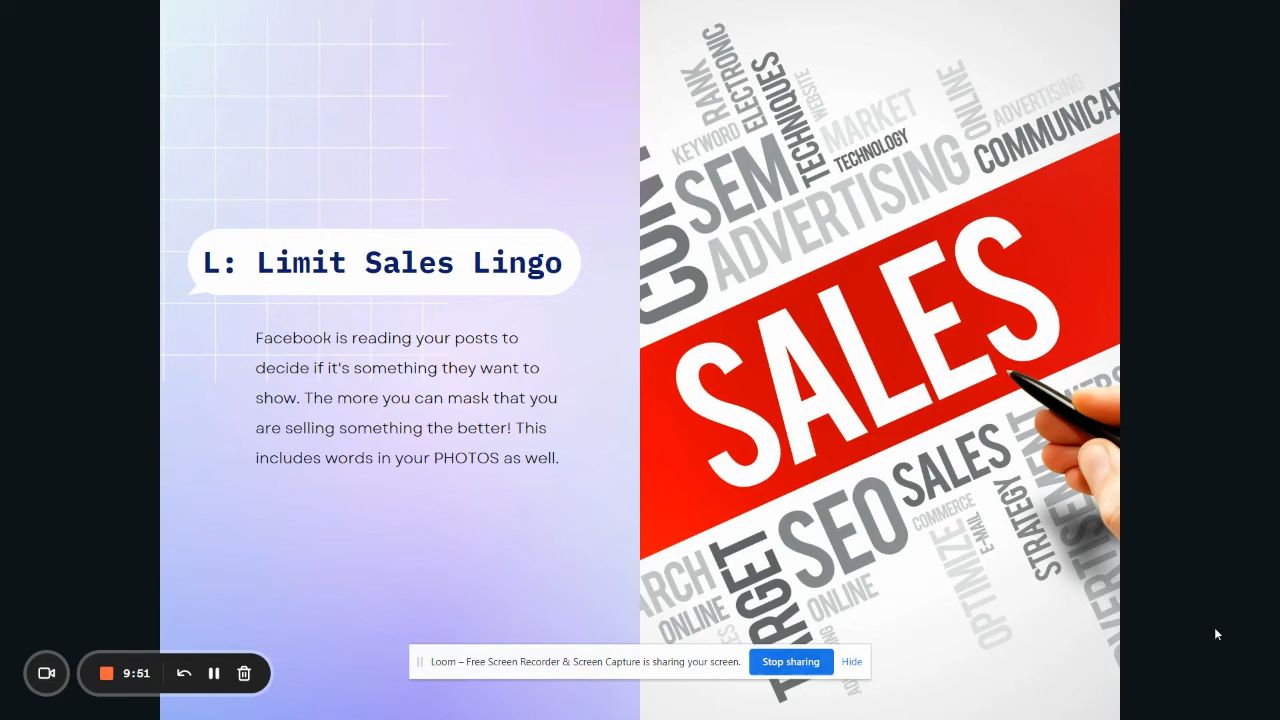 L: Limit Sales Lingo
Facebook is reading your posts to
decide if it's something they want to
show. The more you can mask that you
are selling something the better! This
includes words in your PHOTOS as well.
RANK
ELECTRONIC
TECHNIQUES
WEBSITE
KEYWORD
SEM
MARKET
TECHNOLOGY
ADVERTISING
ONLINE
ADVERTISING
SALES
SEO
SALES
COMMERCE
E-MAIL
STRATEGY
OPTIMIZE
ONLINE
ONLINE
9:51
Loom – Free Screen Recorder & Screen Capture is sharing your screen.
Stop sharing
Hide